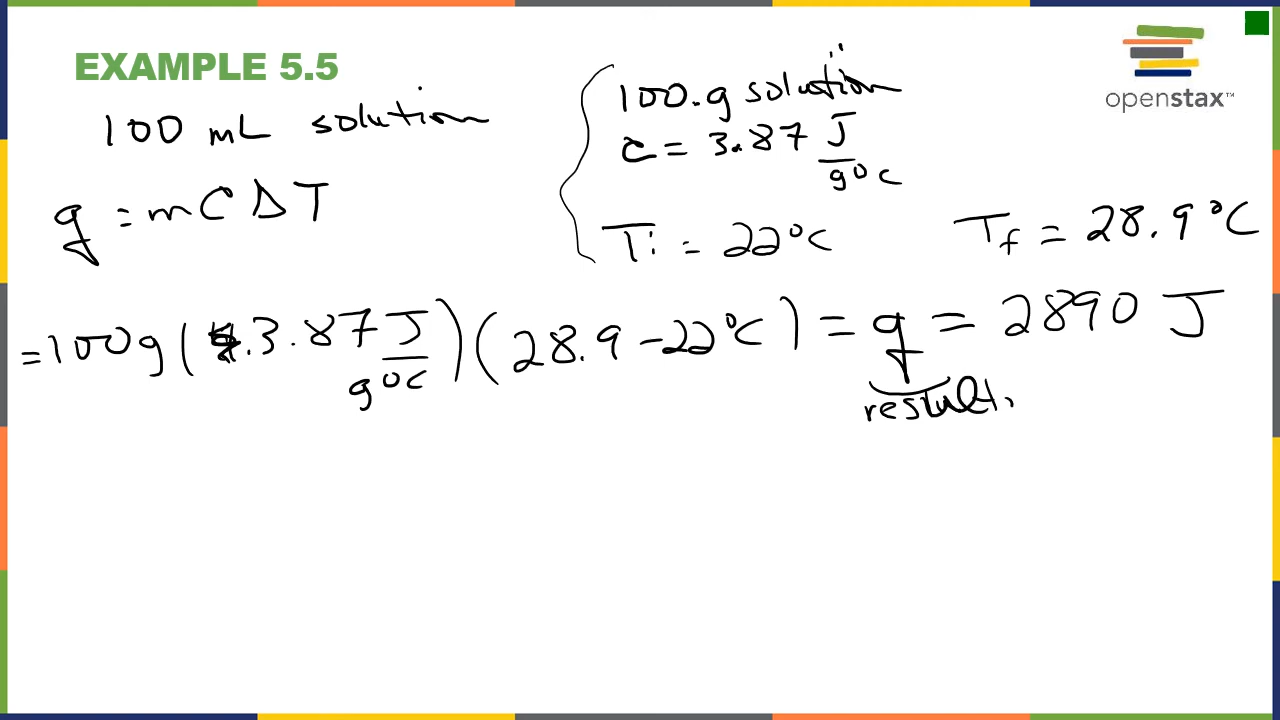 EXAMPLE 5.5
openstax™
100 mL solution
100.g solution
c = 3.87 J/g°C
q = mCΔT
Ti = 22°C
Tf = 28.9°C
= 100g (3.87 J/g°C) (28.9 - 22°C) = q = 2890 J
result.